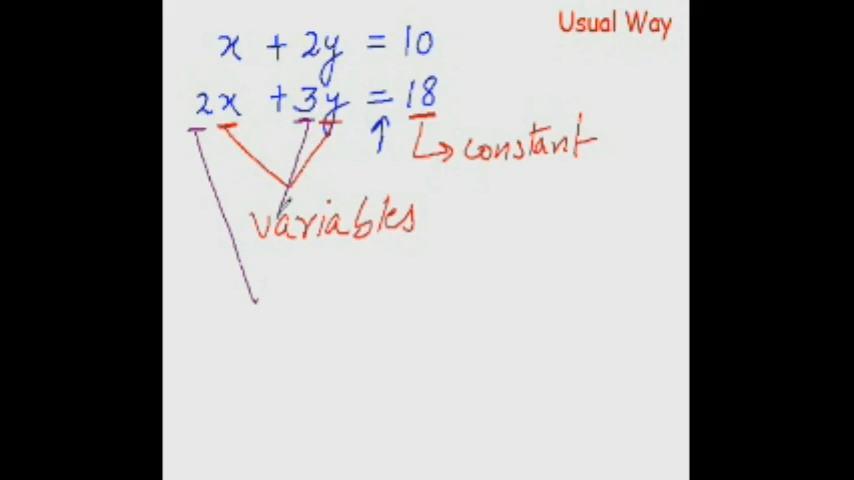 Usual Way
x + 2y = 10
2x + 3y = 18
constant
variables